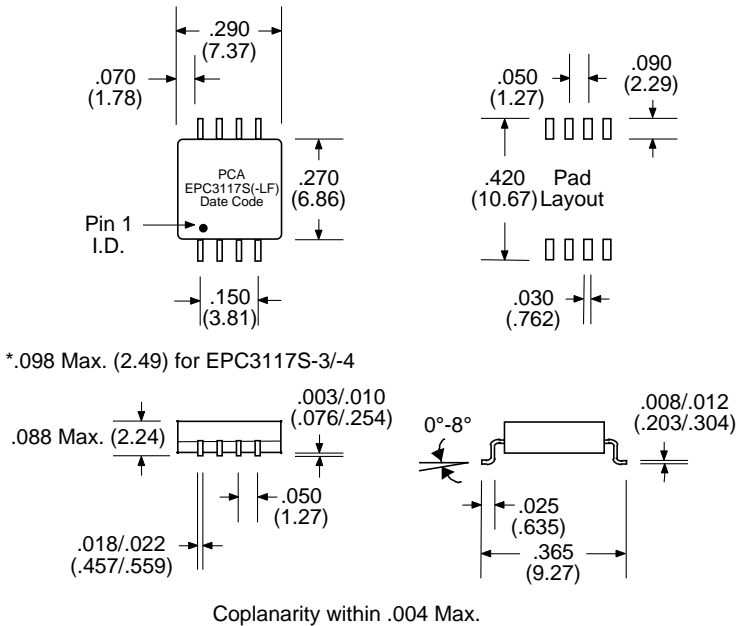 .290
(7.37)
.070
(1.78)
PCA
EPC3117S(-LF)
Date Code
.270
(6.86)
Pin 1
I.D.
.150
(3.81)
.050
(1.27)
.090
(2.29)
.420
(10.67)
Pad
Layout
.030
(.762)
*.098 Max. (2.49) for EPC3117S-3/-4
.088 Max. (2.24)
.003/.010
(.076/.254)
.050
(1.27)
.018/.022
(.457/.559)
0°-8°
.008/.012
(.203/.304)
.025
(.635)
.365
(9.27)
Coplanarity within .004 Max.